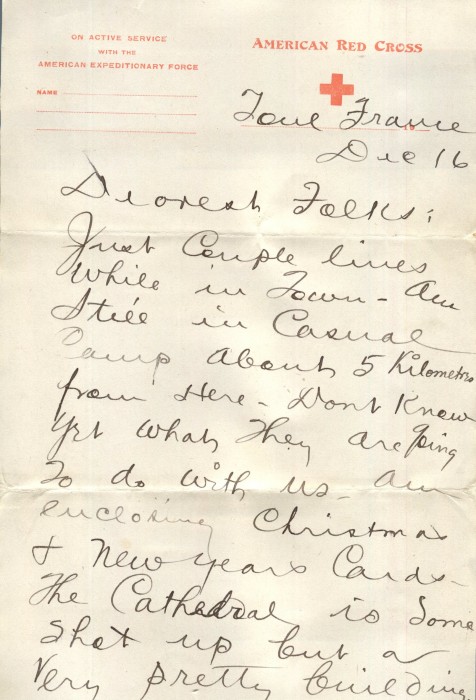 ON ACTIVE SERVICE
WITH THE
AMERICAN EXPEDITIONARY FORCE
NAME
AMERICAN RED CROSS
Toul France
Dec 16
Dearest Folks;
Just Couple lines
While in Town - Am
Still in Casual
Camp about 5 Kilometres
from Here - Dont Know
yet what They Are going
To do with us - Am
enclosing Christmas
& New Years Cards -
The Cathedral is Some
Shot up but a
Very pretty building